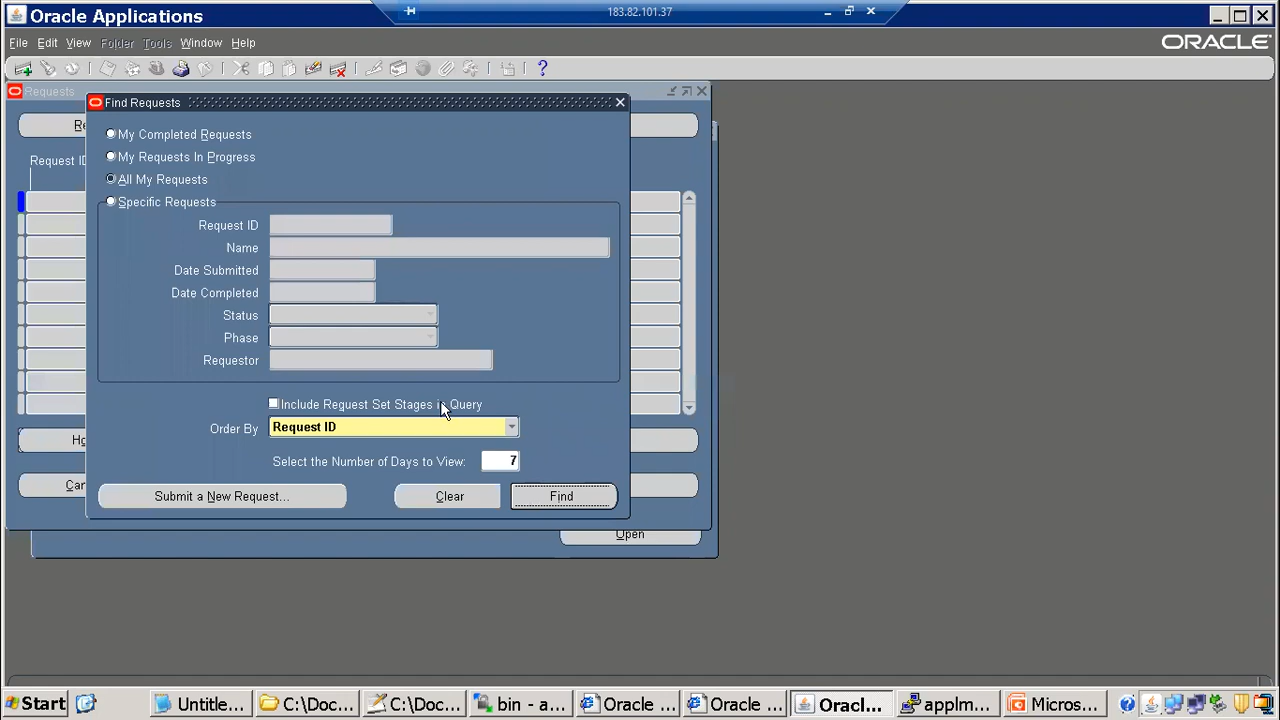 183.82.101.37
Oracle Applications
File Edit View Folder Tools Window Help
ORACLE
Requests
Find Requests
My Completed Requests
My Requests In Progress
All My Requests
Specific Requests
Request ID
Request ID
Name
Date Submitted
Date Completed
Status
Phase
Requestor
Include Request Set Stages in Query
Order By Request ID
Select the Number of Days to View: 7
Submit a New Request... Clear Find
Open
Start Untitle... C:\Doc... C:\Doc... bin - a... Oracle ... Oracle ... Oracl... applm... Micros...